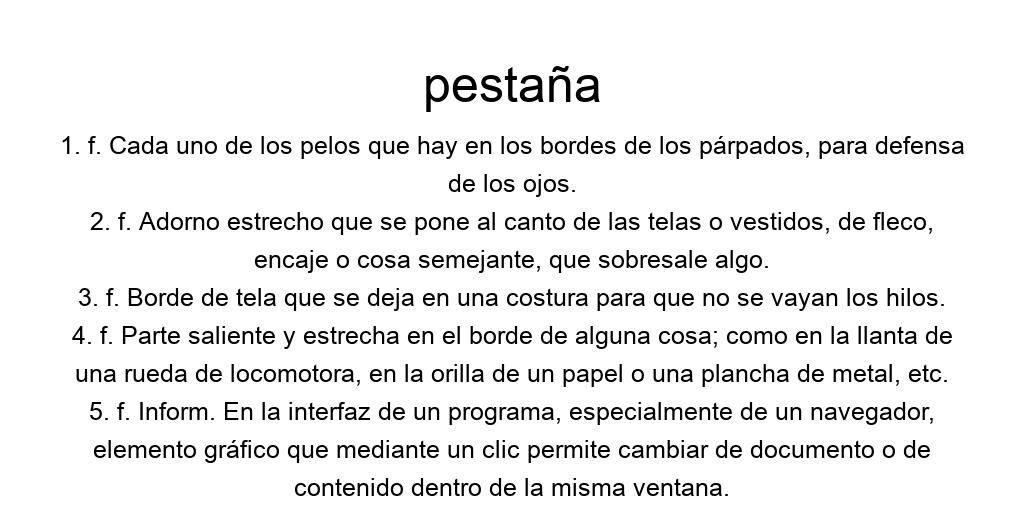 pestaña
1. f. Cada uno de los pelos que hay en los bordes de los párpados, para defensa
de los ojos.
2. f. Adorno estrecho que se pone al canto de las telas o vestidos, de fleco,
encaje o cosa semejante, que sobresale algo.
3. f. Borde de tela que se deja en una costura para que no se vayan los hilos.
4. f. Parte saliente y estrecha en el borde de alguna cosa; como en la llanta de
una rueda de locomotora, en la orilla de un papel o una plancha de metal, etc.
5. f. Inform. En la interfaz de un programa, especialmente de un navegador,
elemento gráfico que mediante un clic permite cambiar de documento o de
contenido dentro de la misma ventana.